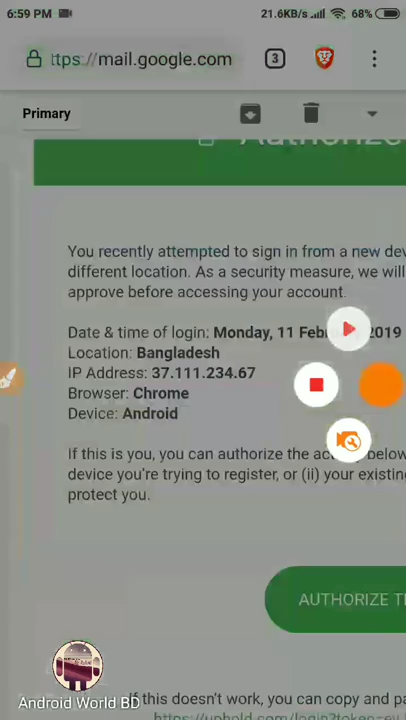 6:59 PM 21.6KB/s 68%
ttps://mail.google.com 3
Primary
Authorize
You recently attempted to sign in from a new dev
different location. As a security measure, we will
approve before accessing your account.
Date & time of login: Monday, 11 Feb 2019
Location: Bangladesh
IP Address: 37.111.234.67
Browser: Chrome
Device: Android
If this is you, you can authorize the ac below
device you're trying to register, or (ii) your existing
protect you.
AUTHORIZE T
If this doesn't work, you can copy and pa
https://uphold.com/login?token=
Android World BD